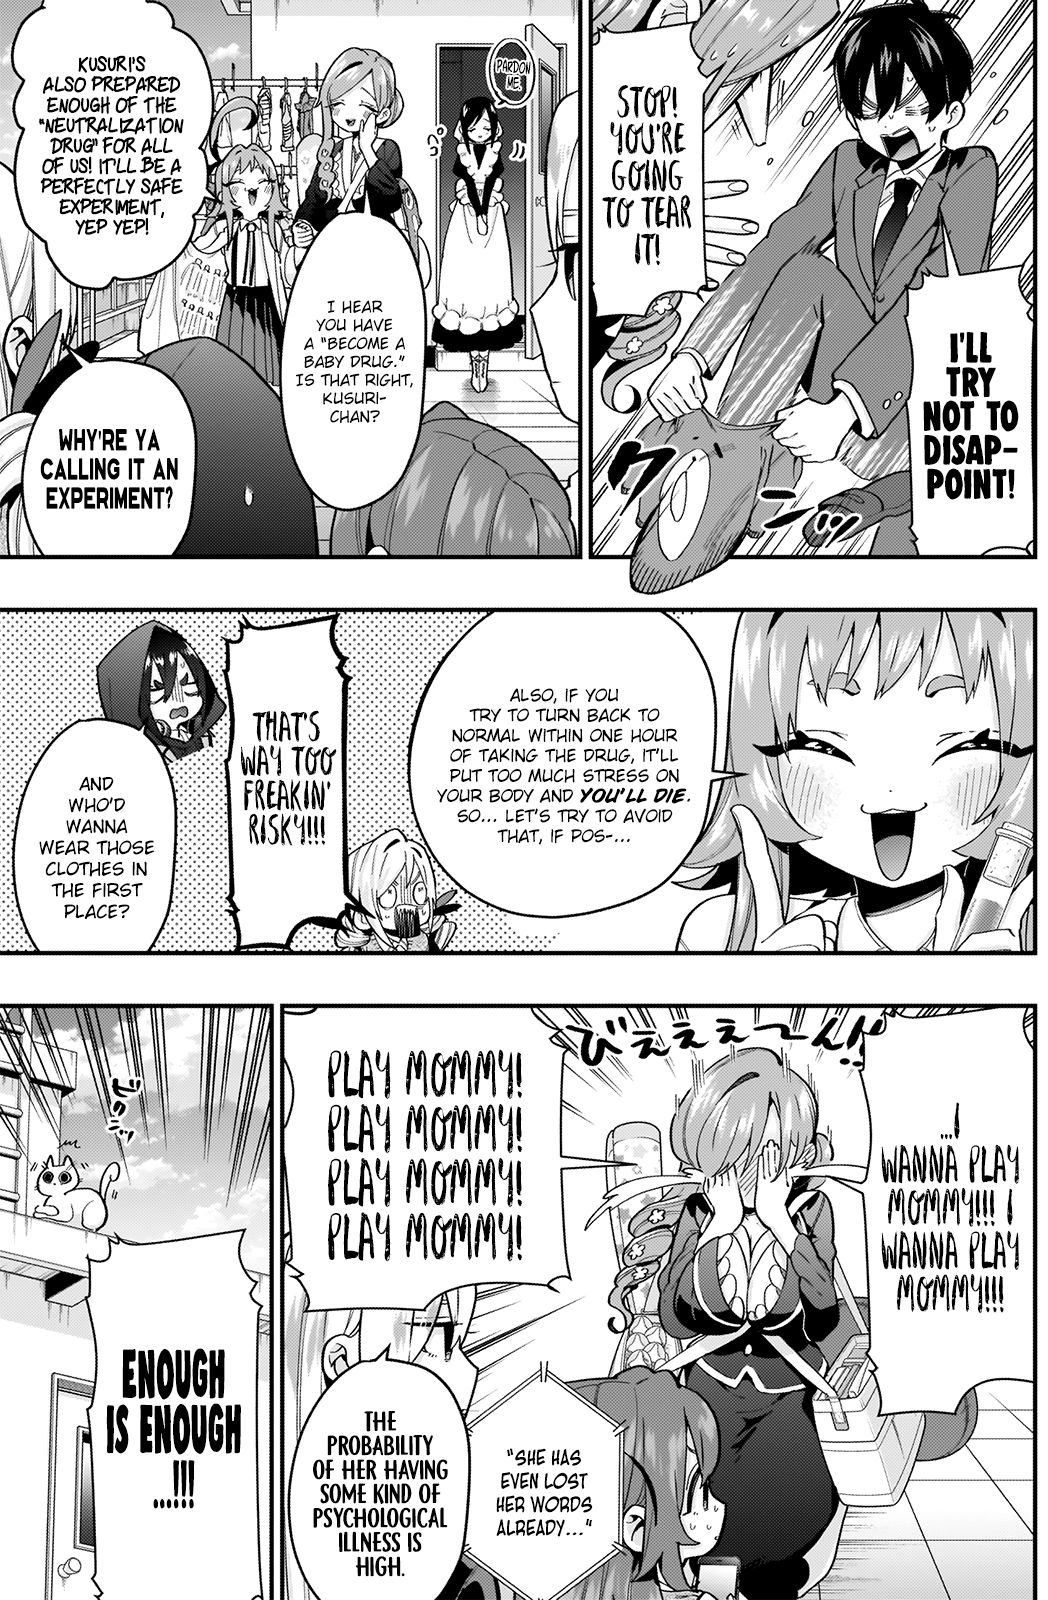 STOP!
YOU'RE
GOING
TO TEAR
IT!
I'LL
TRY
NOT TO
DISAP-
POINT!
グッ
グーッ
PARDON
ME.
I HEAR
YOU HAVE
A "BECOME A
BABY DRUG."
IS THAT RIGHT,
KUSURI-
CHAN?
KUSURI'S
ALSO PREPARED
ENOUGH OF THE
"NEUTRALIZATION
DRUG" FOR ALL
OF US! IT'LL BE A
PERFECTLY SAFE
EXPERIMENT,
YEP YEP!
WHY'RE YA
CALLING IT AN
EXPERIMENT?
ALSO, IF YOU
TRY TO TURN BACK TO
NORMAL WITHIN ONE HOUR
OF TAKING THE DRUG, IT'LL
PUT TOO MUCH STRESS ON
YOUR BODY AND YOU'LL DIE.
SO... LET'S TRY TO AVOID
THAT, IF POS-...
THAT'S
WAY TOO
FREAKIN'
RISKY!!!
AND
WHO'D
WANNA
WEAR THOSE
CLOTHES IN
THE FIRST
PLACE?
びぇぇぇ〜ん!!
...I
WANNA PLAY
MOMMY!!! I
WANNA PLAY
MOMMY!!!
PLAY MOMMY!
PLAY MOMMY!
PLAY MOMMY!
PLAY MOMMY!
"SHE HAS
EVEN LOST
HER WORDS
ALREADY..."
THE
PROBABILITY
OF HER HAVING
SOME KIND OF
PSYCHOLOGICAL
ILLNESS IS
HIGH.
ENOUGH
IS ENOUGH
...!!!